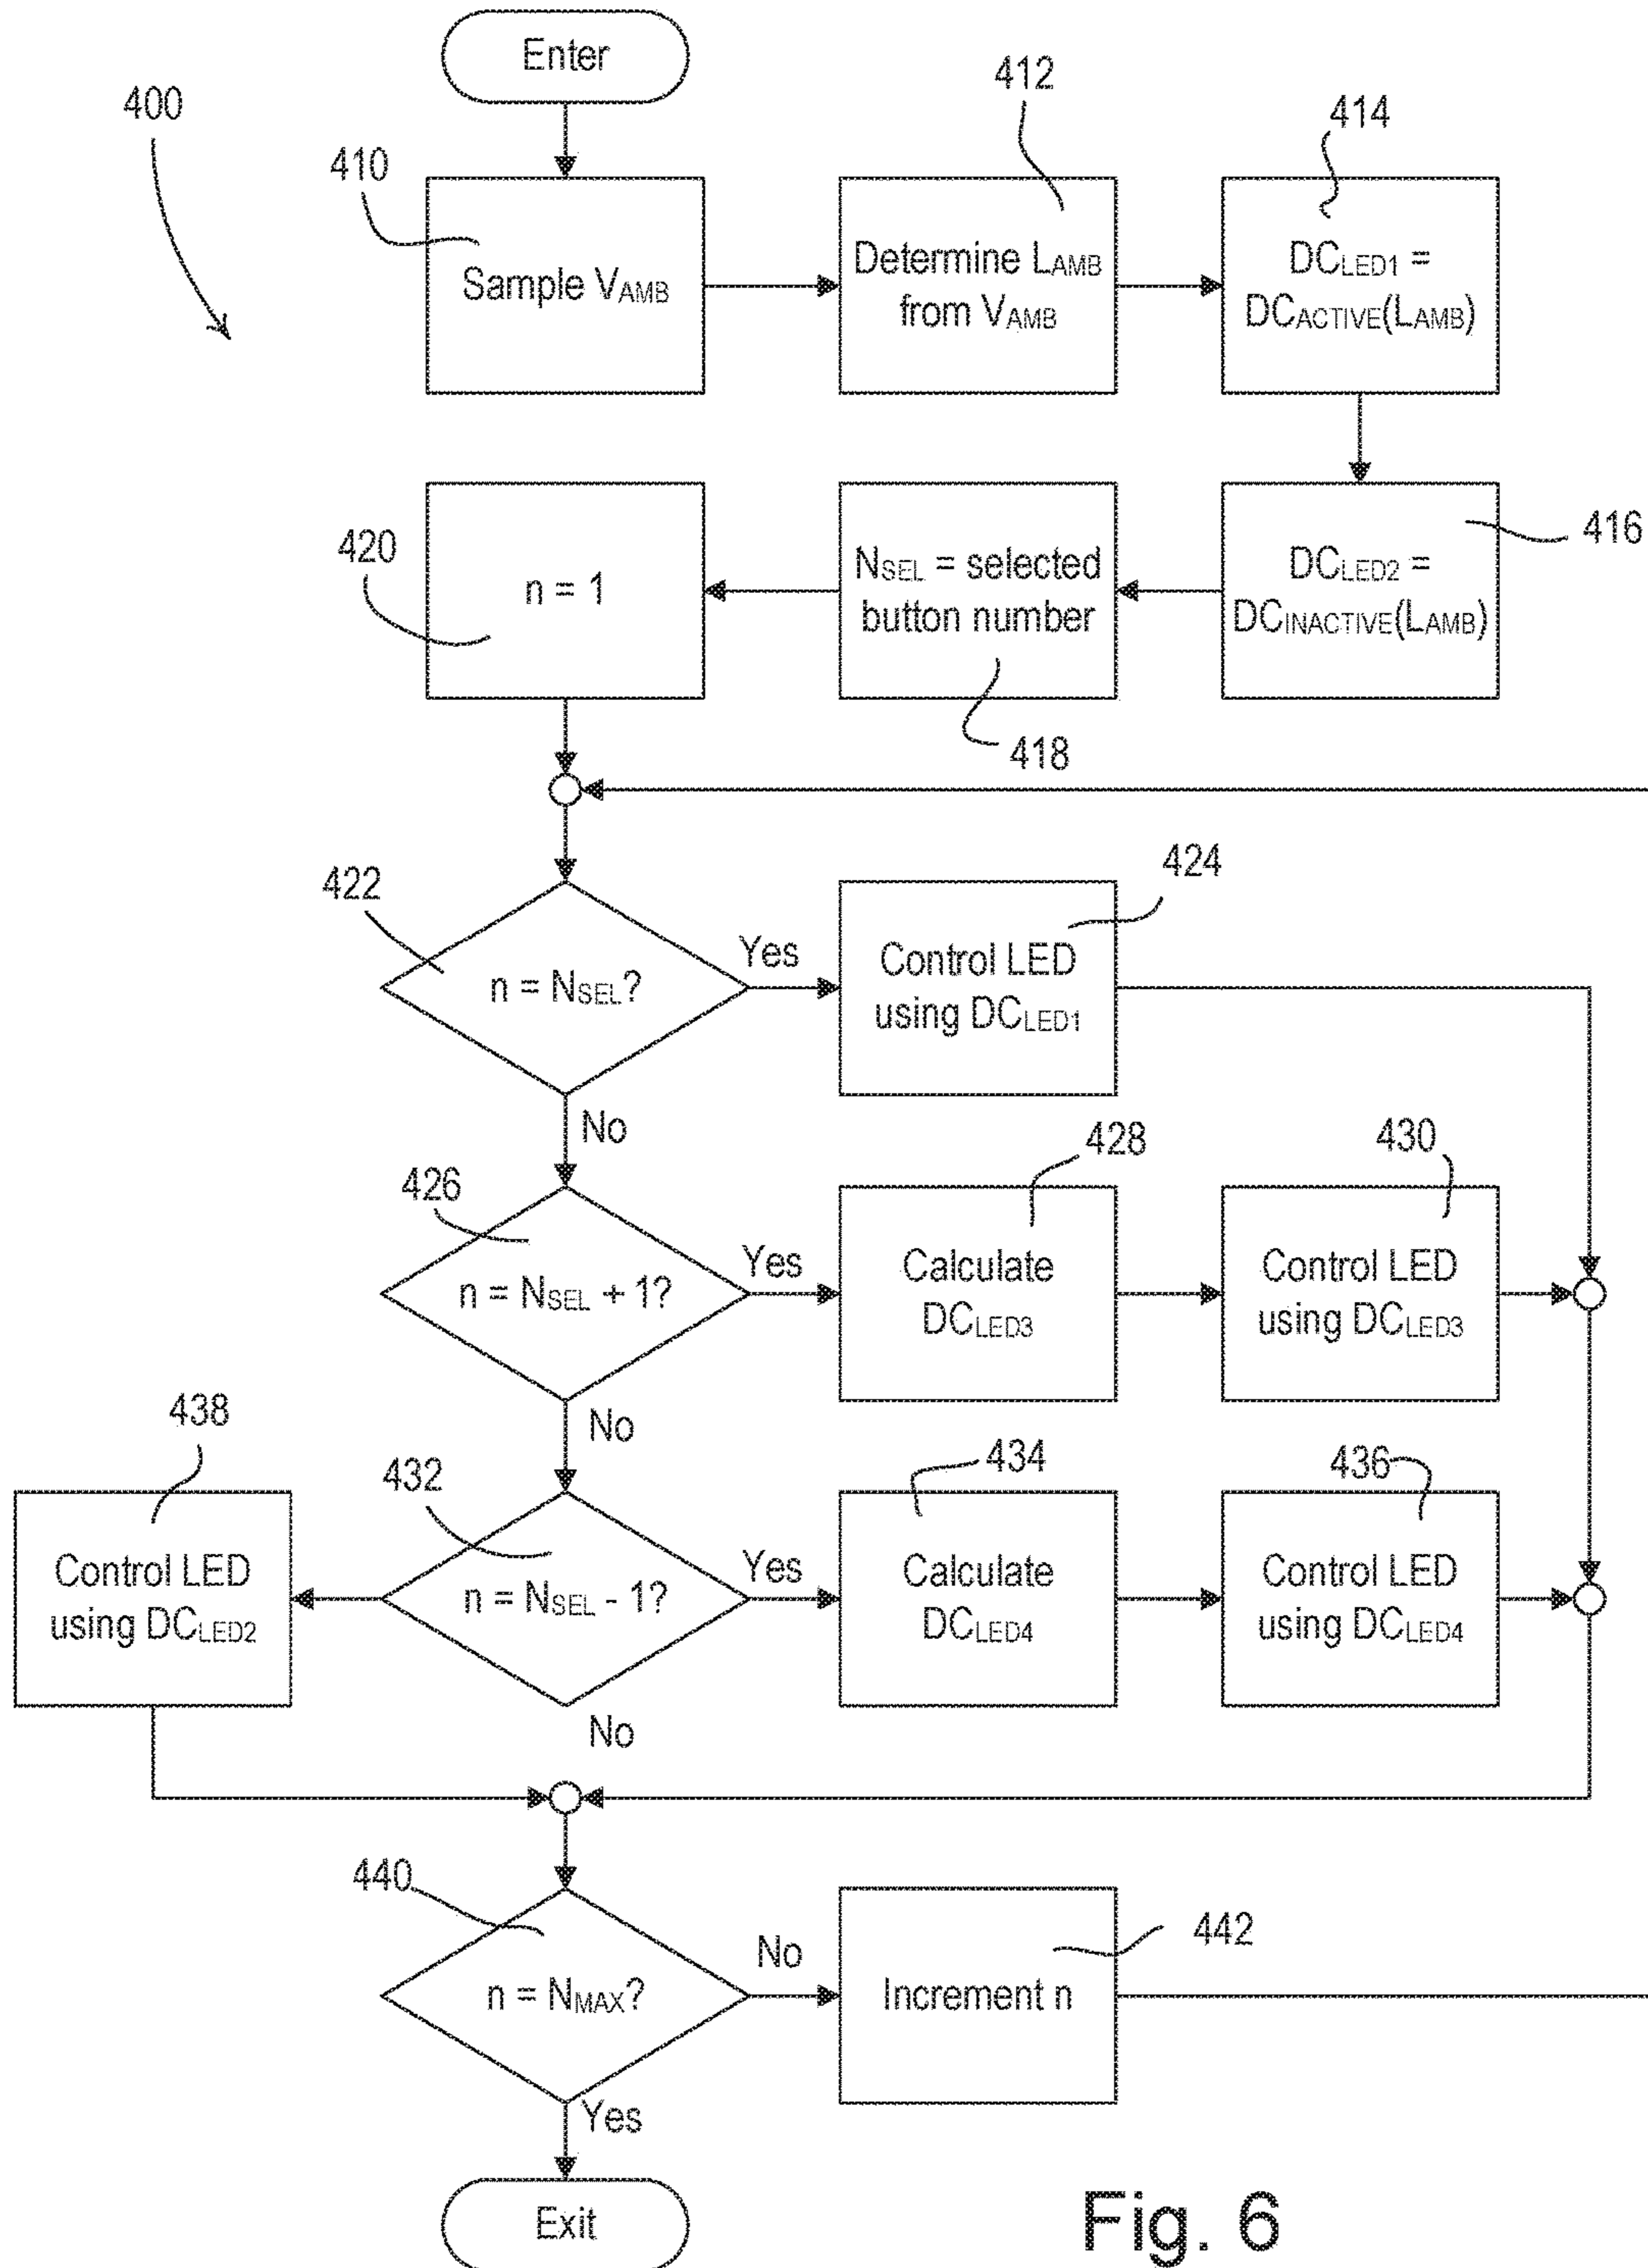 Enter
400
410
412
414
Sample VAMB
Determine LAMB
from VAMB
DCLED1 =
DCACTIVE(LAMB)
420
n = 1
NSEL = selected
button number
418
DCLED2 =
DCINACTIVE(LAMB)
416
422
n = NSEL?
Yes
No
424
Control LED
using DCLED1
426
n = NSEL + 1?
Yes
No
428
Calculate
DCLED3
430
Control LED
using DCLED3
438
Control LED
using DCLED2
432
n = NSEL - 1?
Yes
No
434
Calculate
DCLED4
436
Control LED
using DCLED4
440
n = NMAX?
No
Yes
442
Increment n
Exit
Fig. 6